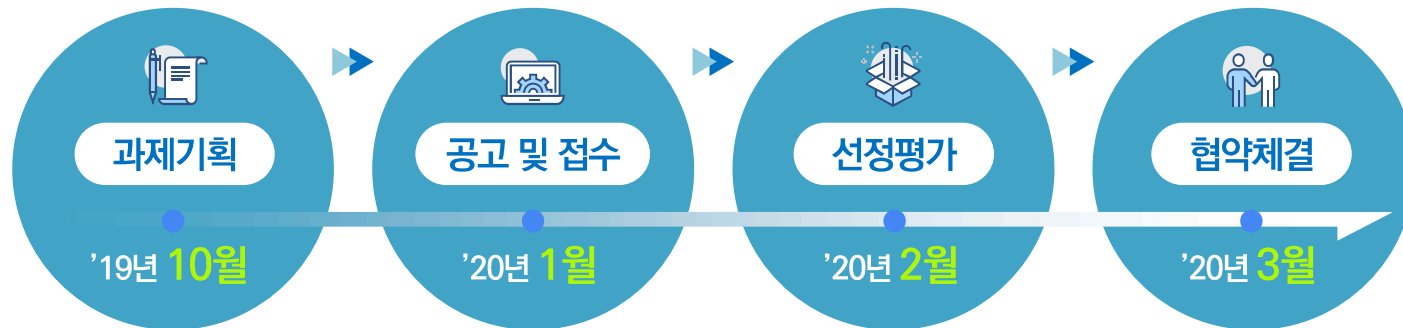 과제기획
공고 및 접수
선정평가
협약체결
’19년 10월
’20년 1월
’20년 2월
’20년 3월